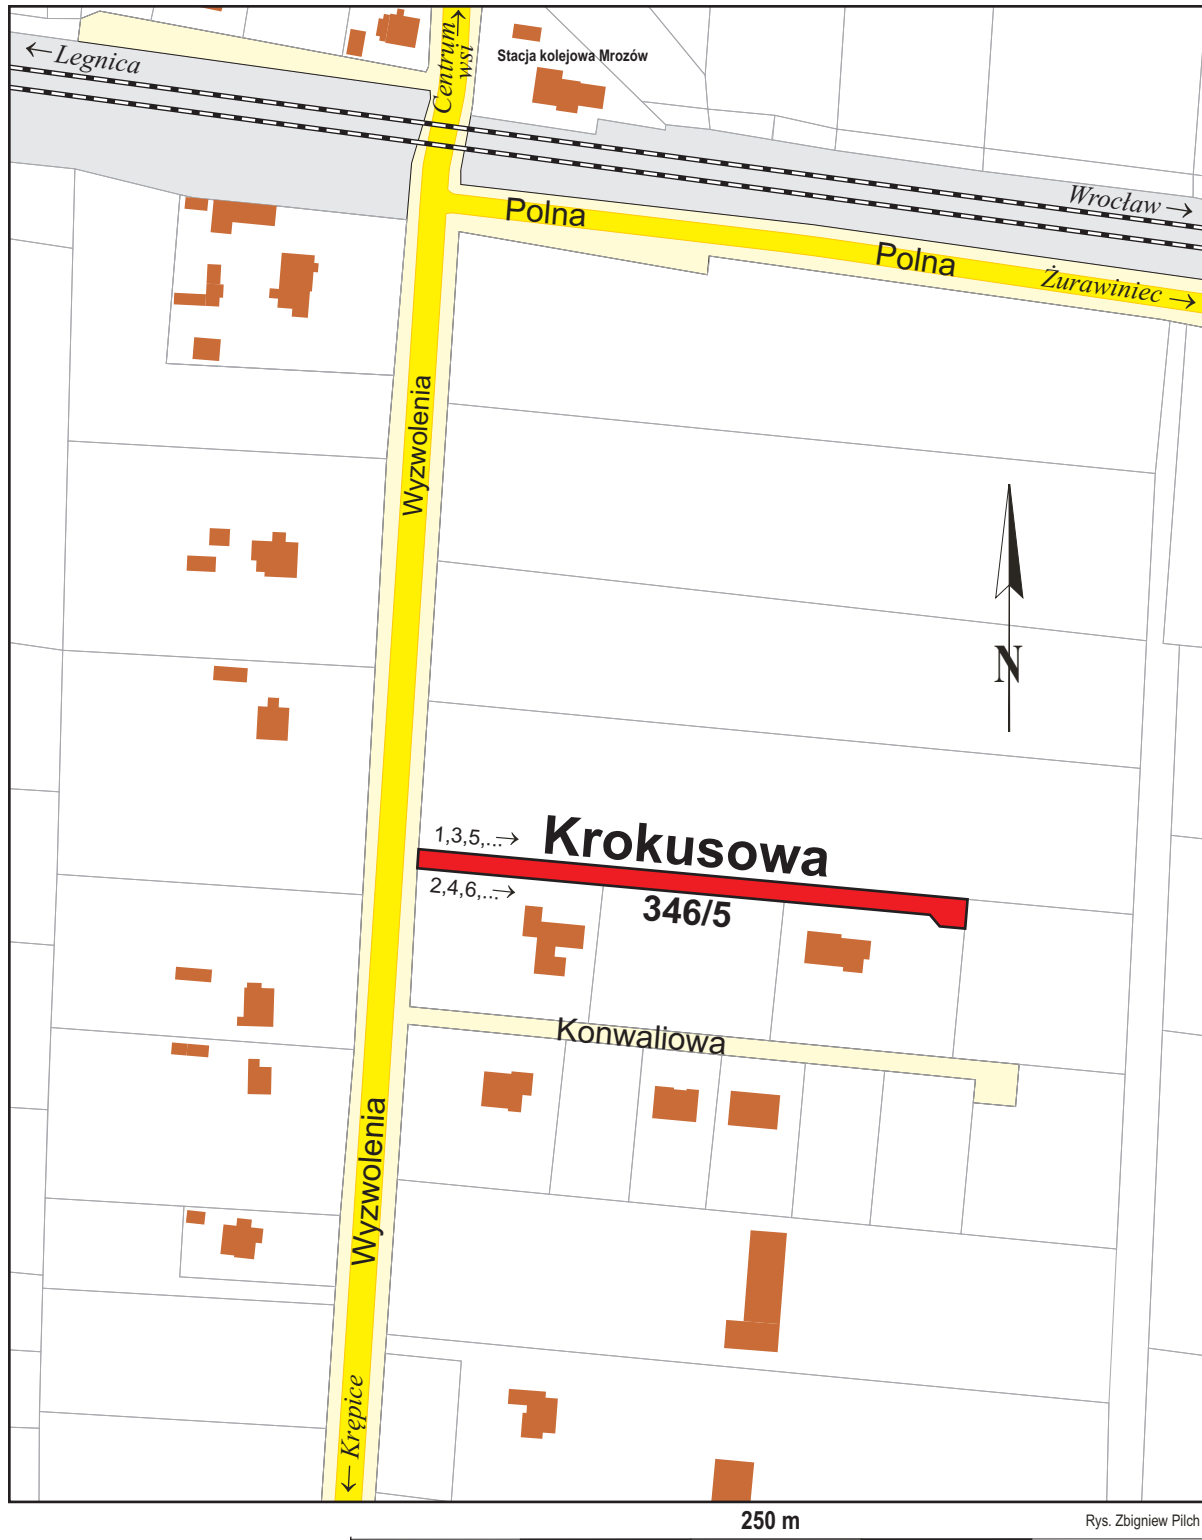 Centrum
wsi →
Stacja kolejowa Mrozów
← Legnica
Wrocław →
Polna
Polna
Żurawiniec →
Wyzwolenia
N
1,3,5,...→
Krokusowa
2,4,6,...→
346/5
Konwaliowa
Wyzwolenia
← Krępice
250 m
Rys. Zbigniew Pilch